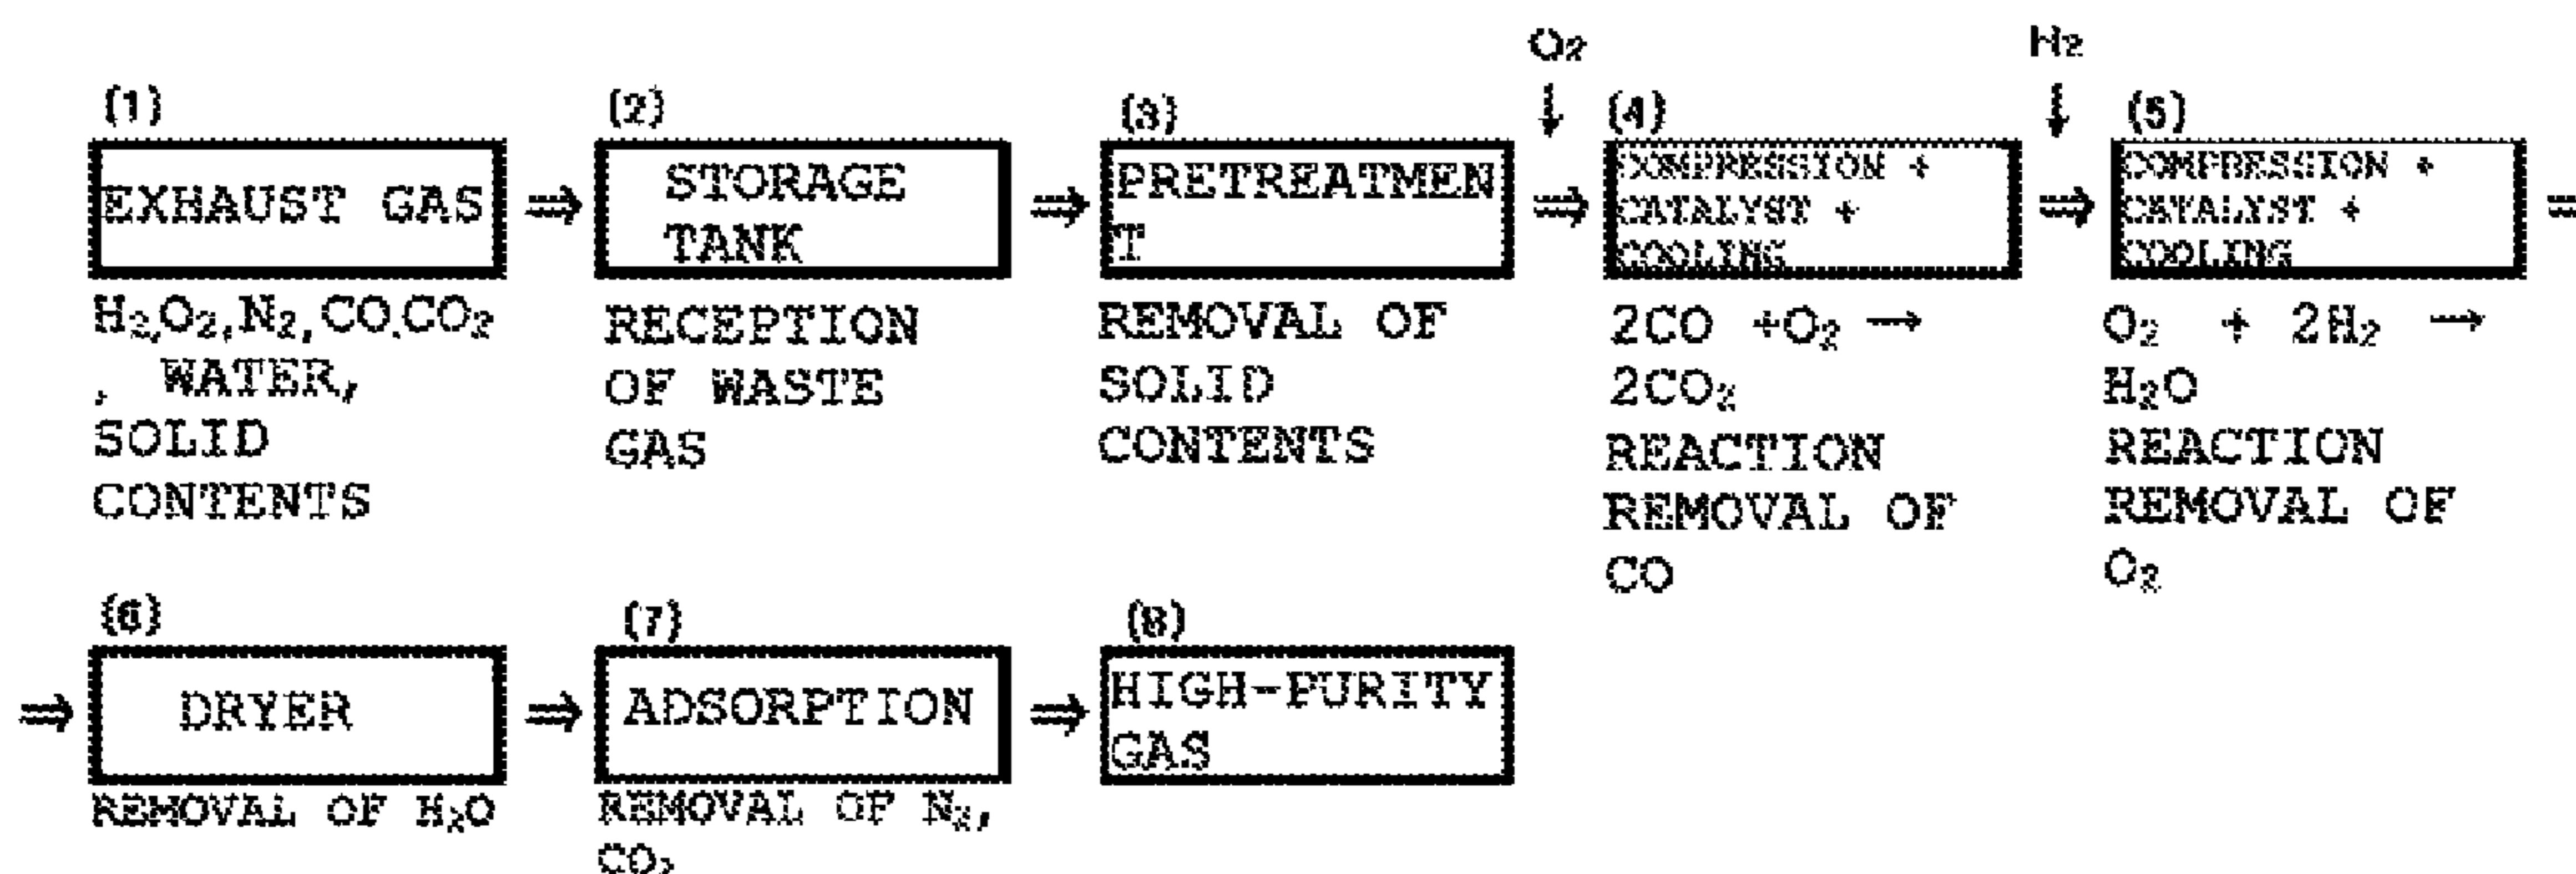 O₂ H₂
(1) (2) (3) (4) (5)
EXHAUST GAS
STORAGE
TANK
PRETREATMEN
T
COMPRESSION +
CATALYST +
COOLING
COMPRESSION +
CATALYST +
COOLING
H₂,O₂,N₂,CO,CO₂
, WATER,
SOLID
CONTENTS
RECEPTION
OF WASTE
GAS
REMOVAL OF
SOLID
CONTENTS
2CO +O₂ →
2CO₂
REACTION
REMOVAL OF
CO
O₂ + 2H₂ →
H₂O
REACTION
REMOVAL OF
O₂
(6) (7) (8)
DRYER
ADSORPTION
HIGH-PURITY
GAS
REMOVAL OF H₂O
REMOVAL OF N₂,
CO₂